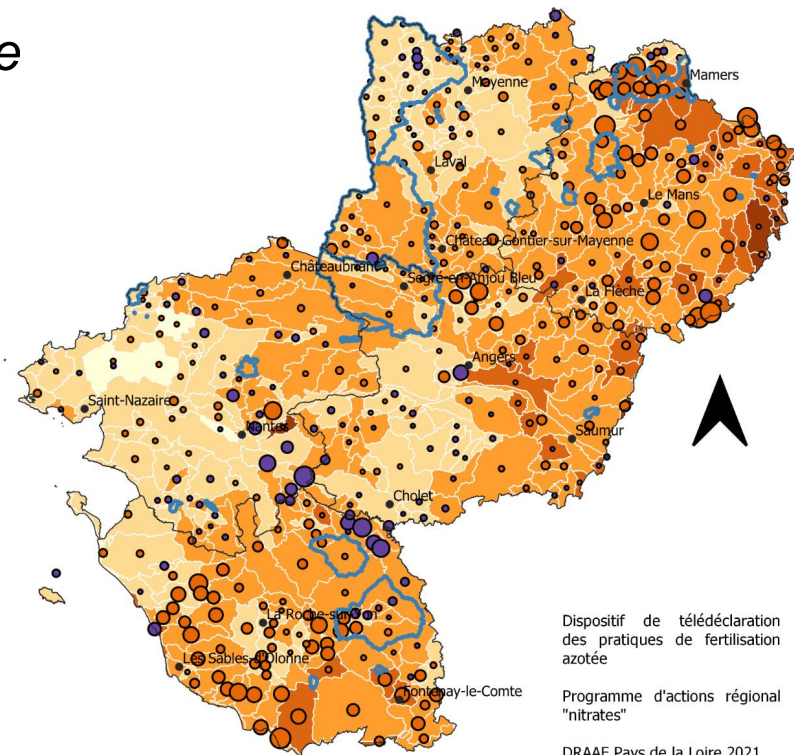 e
Mayenne
Mamers
Laval
Le Mans
Château-Gontier-sur-Mayenne
Châteaubriant
Segré-en-Anjou Bleu
La Flèche
Angers
Saint-Nazaire
Nantes
Saumur
Cholet
La Roche-sur-Yon
Les Sables-d'Olonne
Fontenay-le-Comte
Dispositif de télédéclaration
des pratiques de fertilisation
azotée
Programme d'actions régional
"nitrates"
DRAAF Pays de la Loire 2021